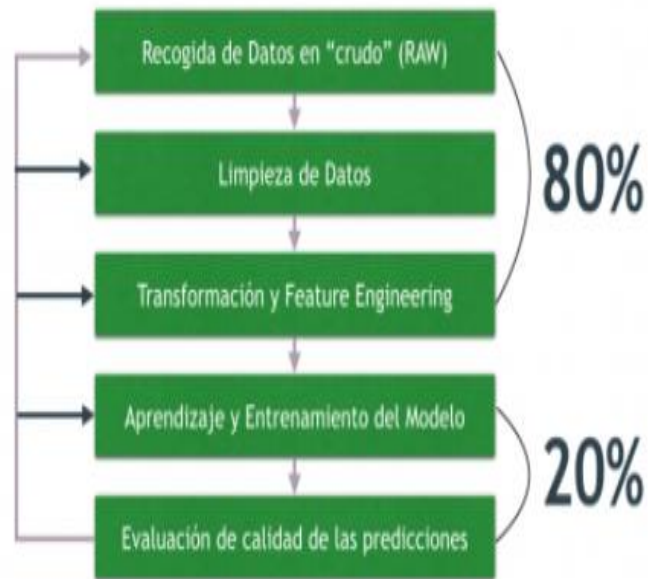 Recogida de Datos en “crudo” (RAW)
Limpieza de Datos
80%
Transformación y Feature Engineering
Aprendizaje y Entrenamiento del Modelo
20%
Evaluación de calidad de las predicciones